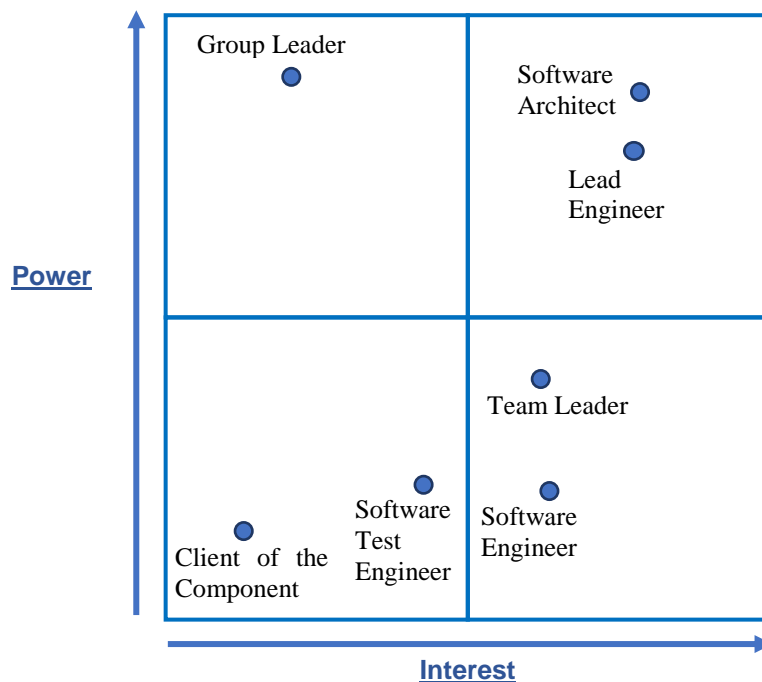 Group Leader
Software
Architect
Lead
Engineer
Power
Team Leader
Software
Test
Engineer
Software
Engineer
Client of the
Component
Interest